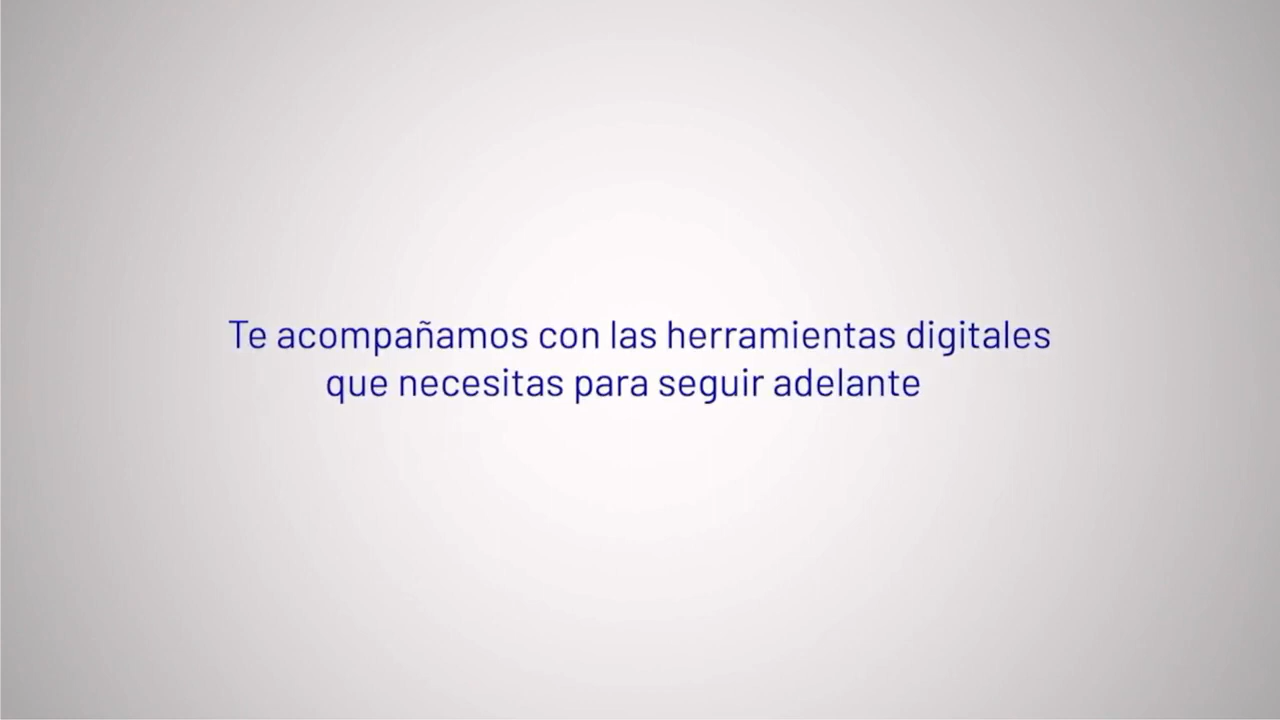 Te acompañamos con las herramientas digitales
que necesitas para seguir adelante